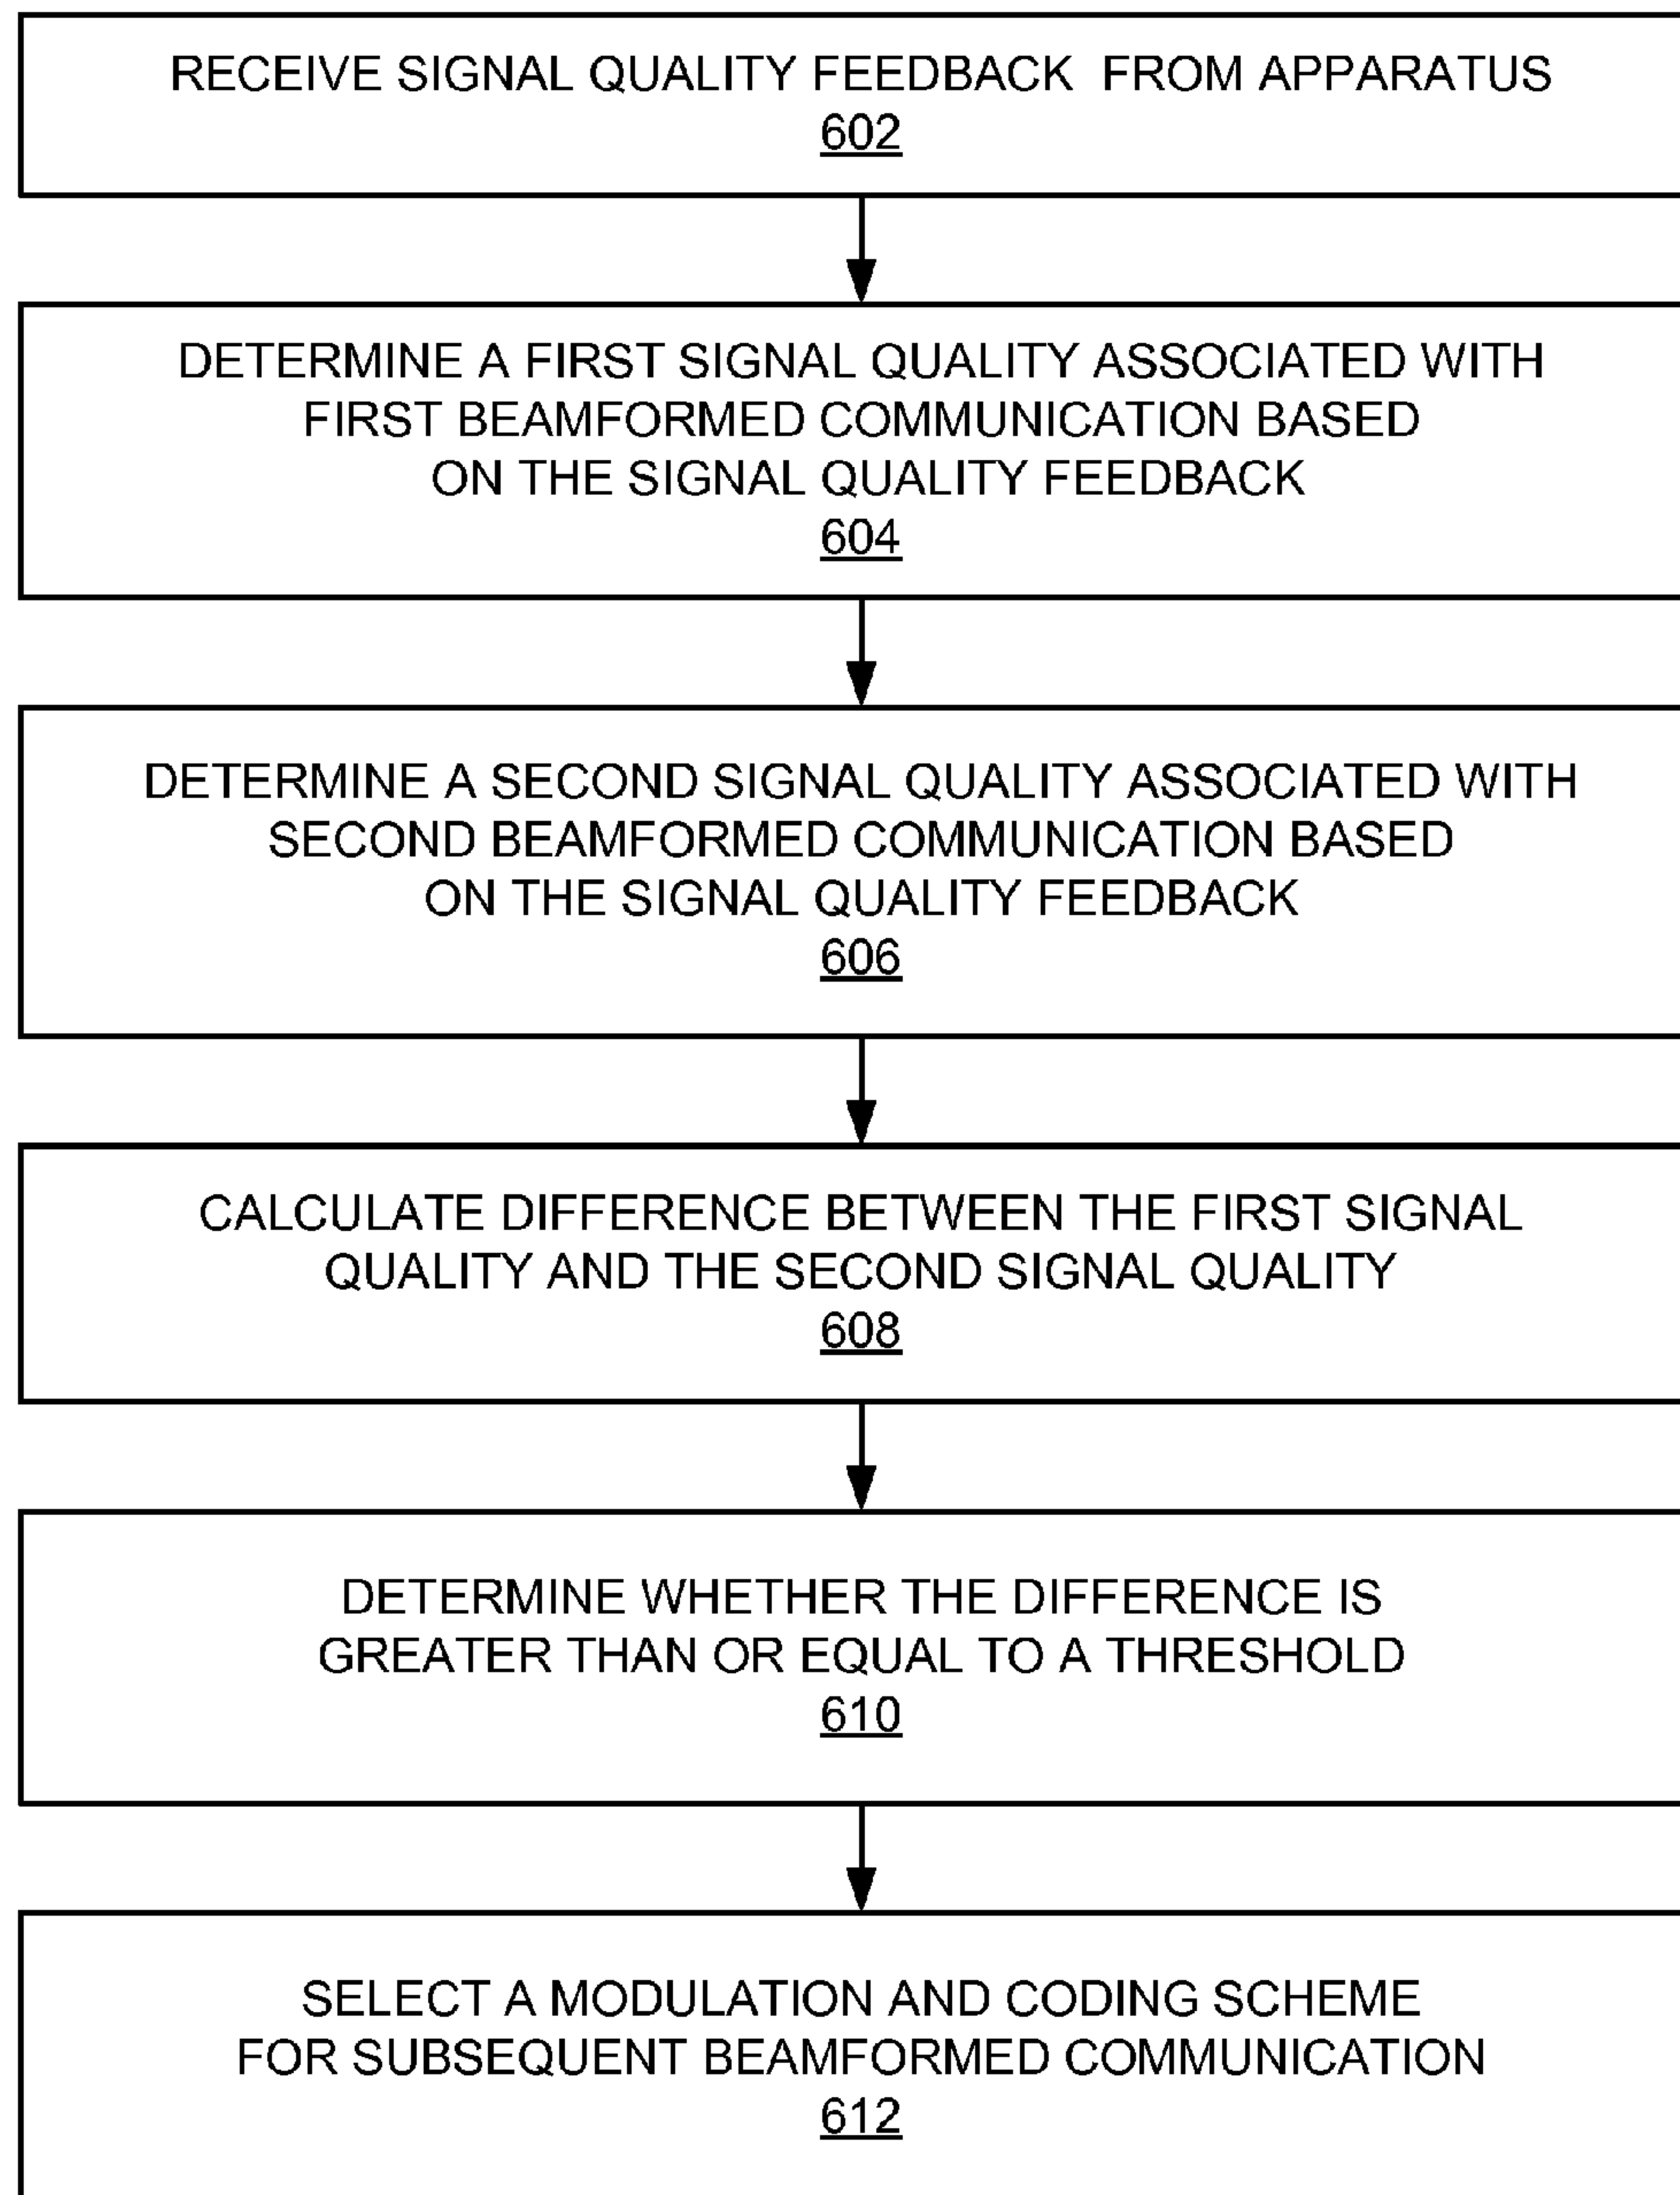 RECEIVE SIGNAL QUALITY FEEDBACK FROM APPARATUS
602
DETERMINE A FIRST SIGNAL QUALITY ASSOCIATED WITH
FIRST BEAMFORMED COMMUNICATION BASED
ON THE SIGNAL QUALITY FEEDBACK
604
DETERMINE A SECOND SIGNAL QUALITY ASSOCIATED WITH
SECOND BEAMFORMED COMMUNICATION BASED
ON THE SIGNAL QUALITY FEEDBACK
606
CALCULATE DIFFERENCE BETWEEN THE FIRST SIGNAL
QUALITY AND THE SECOND SIGNAL QUALITY
608
DETERMINE WHETHER THE DIFFERENCE IS
GREATER THAN OR EQUAL TO A THRESHOLD
610
SELECT A MODULATION AND CODING SCHEME
FOR SUBSEQUENT BEAMFORMED COMMUNICATION
612